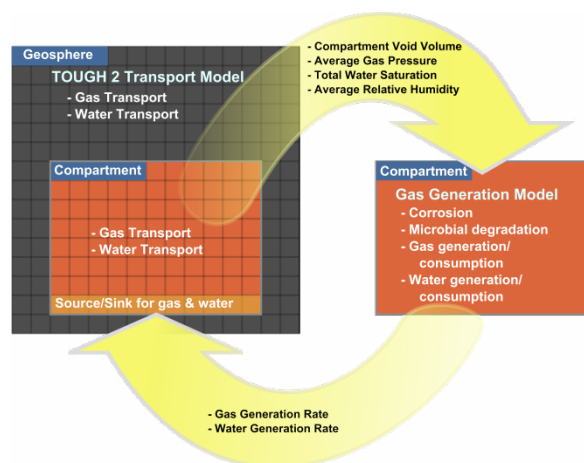 Geosphere
TOUGH 2 Transport Model
- Gas Transport
- Water Transport
Compartment
- Gas Transport
- Water Transport
Source/Sink for gas & water
- Compartment Void Volume
- Average Gas Pressure
- Total Water Saturation
- Average Relative Humidity
Compartment
Gas Generation Model
- Corrosion
- Microbial degradation
- Gas generation/
consumption
- Water generation/
consumption
- Gas Generation Rate
- Water Generation Rate